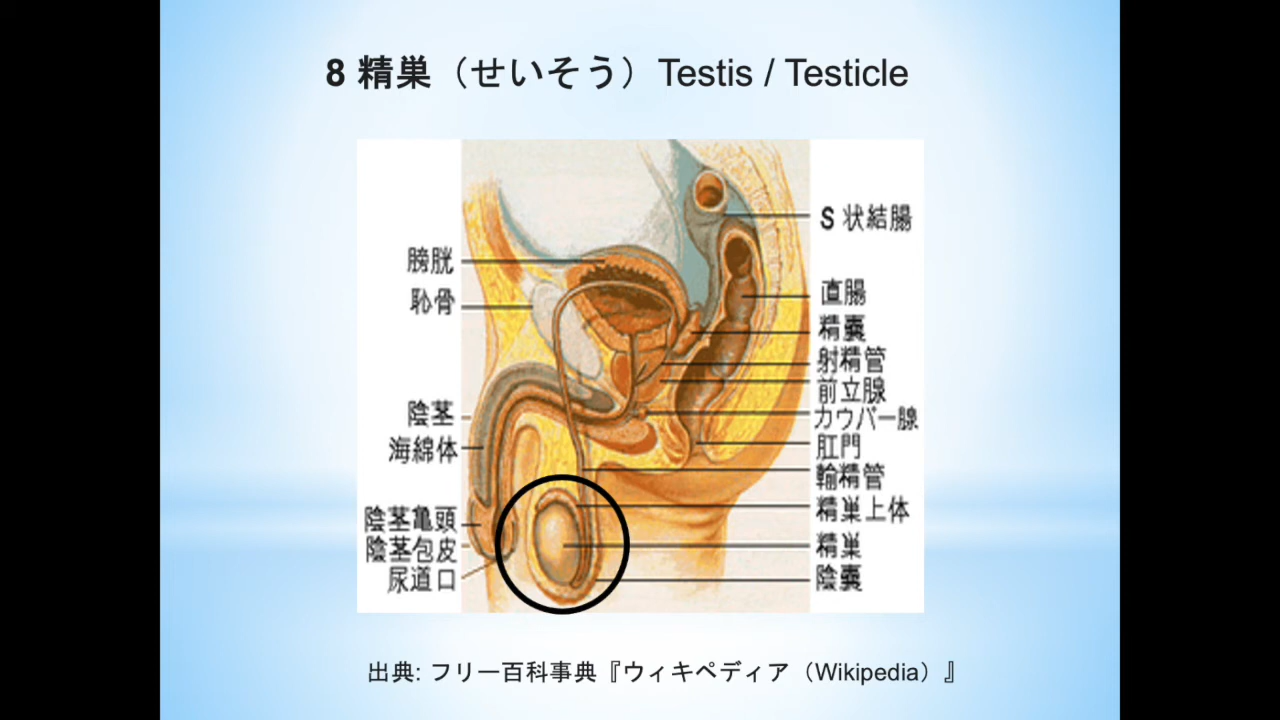 8 精巣（せいそう）Testis / Testicle
膀胱
恥骨
陰茎
海綿体
陰茎亀頭
陰茎包皮
尿道口
S 状結腸
直腸
精嚢
射精管
前立腺
カウパー腺
肛門
輸精管
精巣上体
精巣
陰嚢
出典: フリー百科事典『ウィキペディア（Wikipedia）』